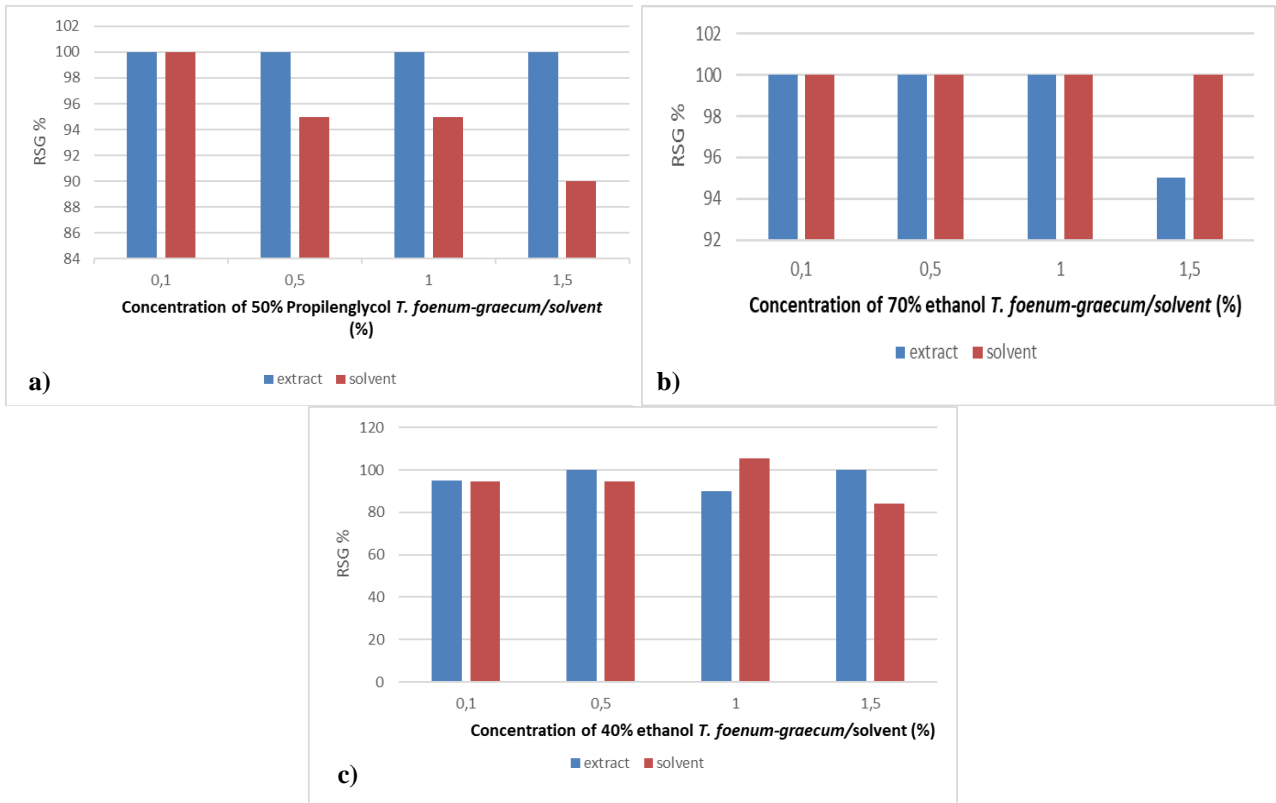 102
100
98
96
94
92
90
88
86
84
RSG %
0,1 0,5 1 1,5
Concentration of 50% Propilenglycol T. foenum-graecum/solvent
(%)
extract solvent
a)
102
100
98
96
94
92
RSG %
0,1 0,5 1 1,5
Concentration of 70% ethanol T. foenum-graecum/solvent (%)
extract solvent
b)
120
100
80
60
40
20
0
RSG %
0,1 0,5 1 1,5
Concentration of 40% ethanol T. foenum-graecum/solvent (%)
extract solvent
c)